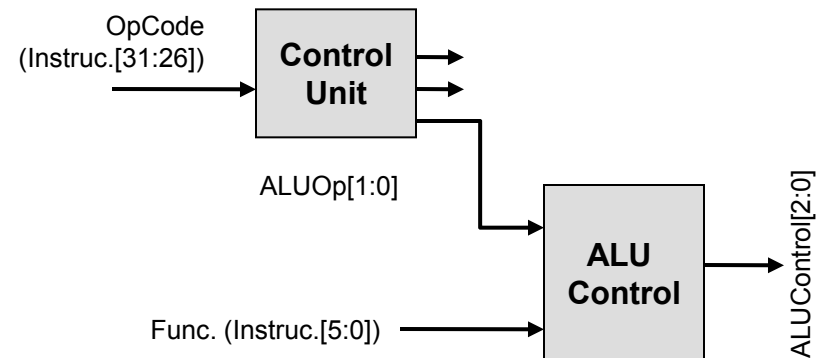 OpCode
(Instruc.[31:26])
Control
Unit
ALUOp[1:0]
ALU
Control
ALUControl[2:0]
Func. (Instruc.[5:0])